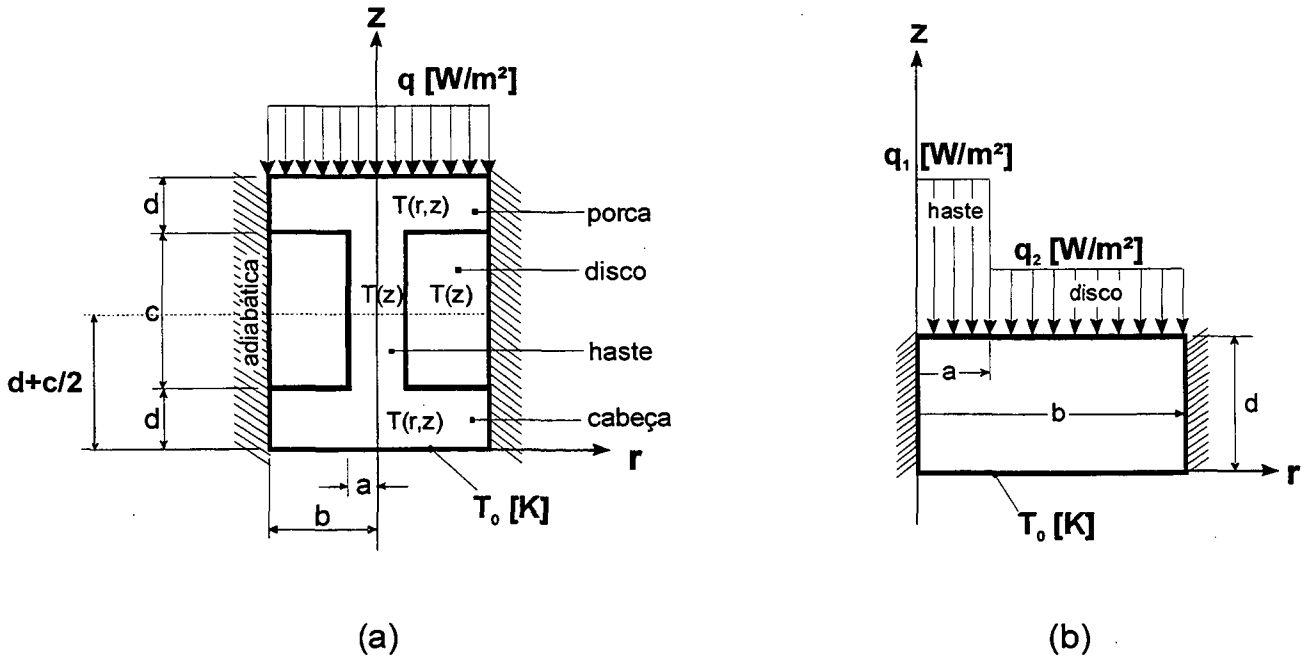 z
q [W/m²]
d
T(r,z)
porca
adiabática
disco
c
T(z)
T(z)
haste
d+c/2
d
T(r,z)
cabeça
r
a
b
T₀ [K]
(a)
z
q₁ [W/m²]
haste
q₂ [W/m²]
disco
a
b
d
r
T₀ [K]
(b)